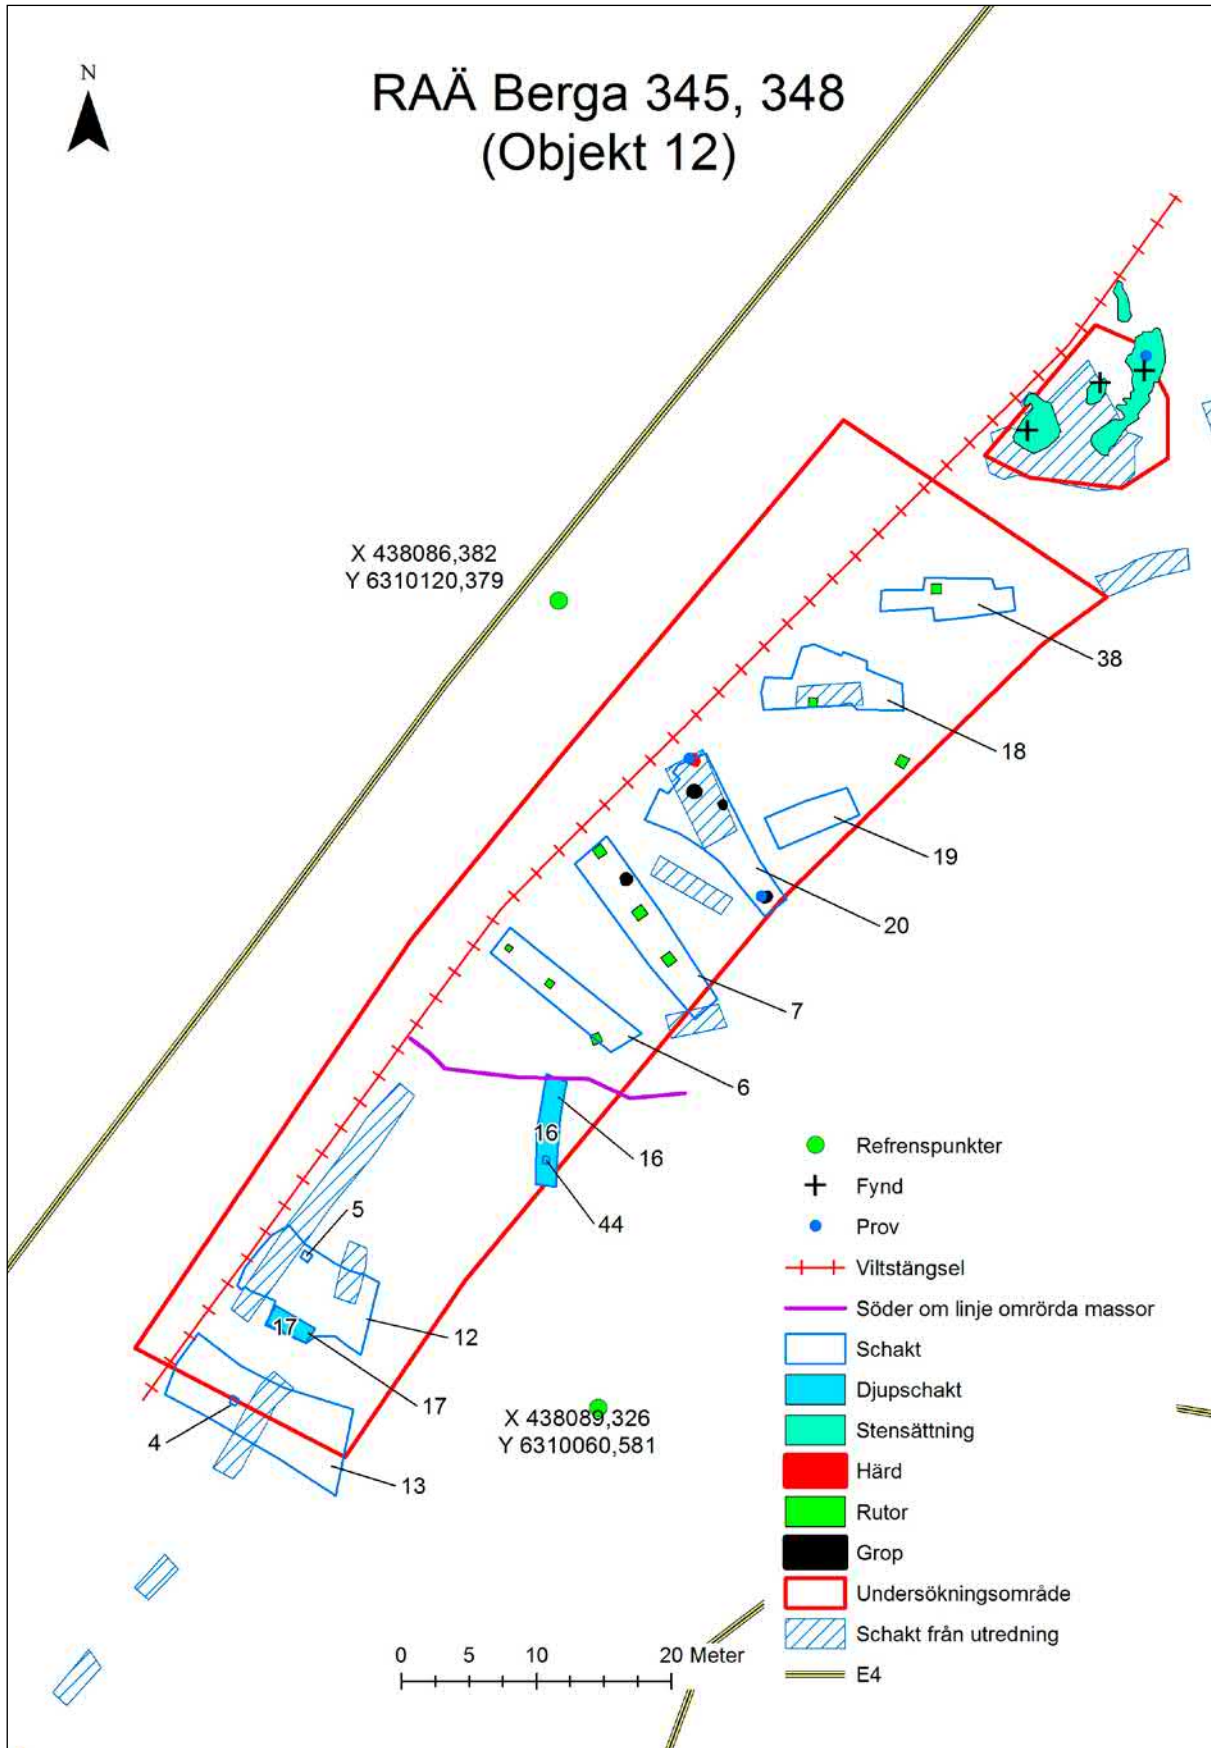 N
RAÄ Berga 345, 348
(Objekt 12)
X 438086,382
Y 6310120,379
38
18
19
20
7
6
16
16
44
5
12
17
17
4
13
X 438089,326
Y 6310060,581
Refrenspunkter
Fynd
Prov
Viltstängsel
Söder om linje omrörda massor
Schakt
Djupschakt
Stensättning
Härd
Rutor
Grop
Undersökningsområde
Schakt från utredning
E4
0 5 10 20 Meter